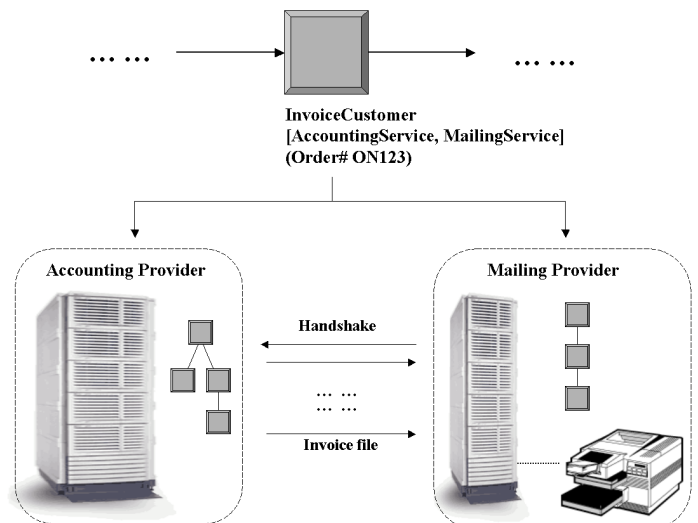 ... ...
... ...
InvoiceCustomer
[AccountingService, MailingService]
(Order# ON123)
Accounting Provider
Mailing Provider
Handshake
... ...
... ...
Invoice file